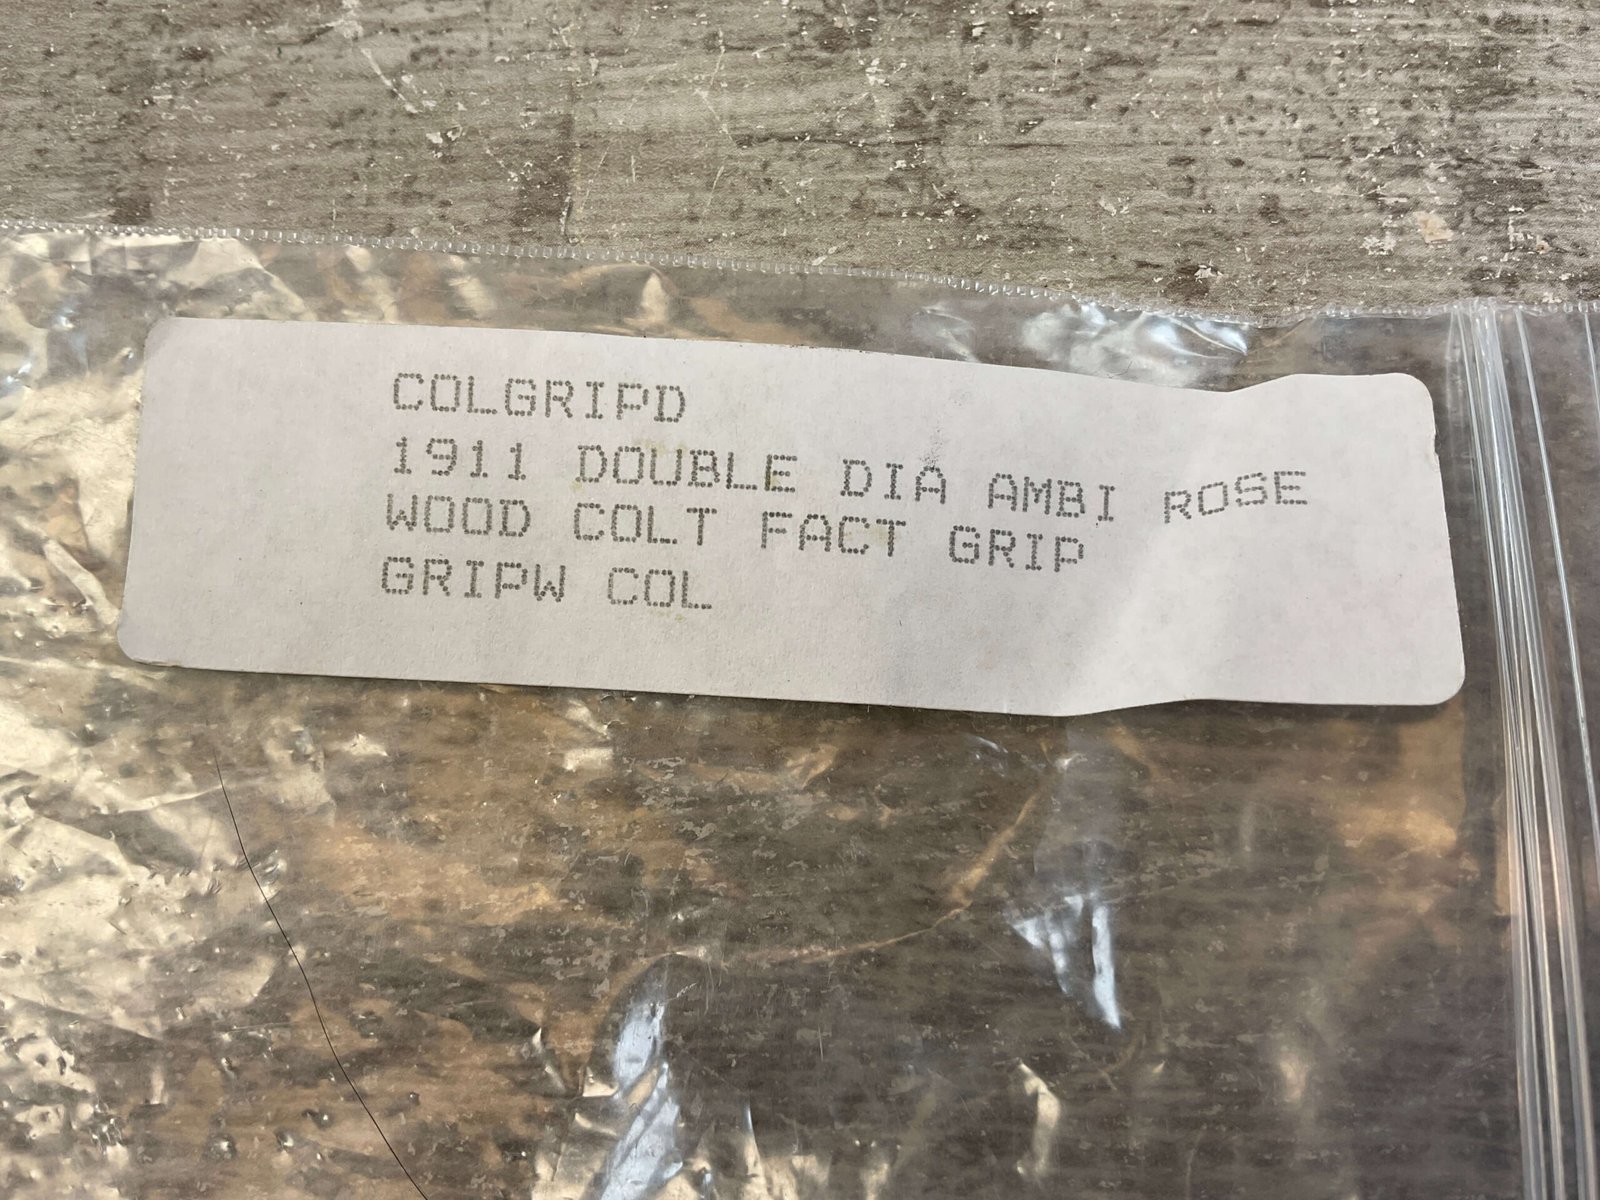 COLGRIPD
1911 DOUBLE DIA AMBI ROSE
WOOD COLT FACT GRIP
GRIPW COL